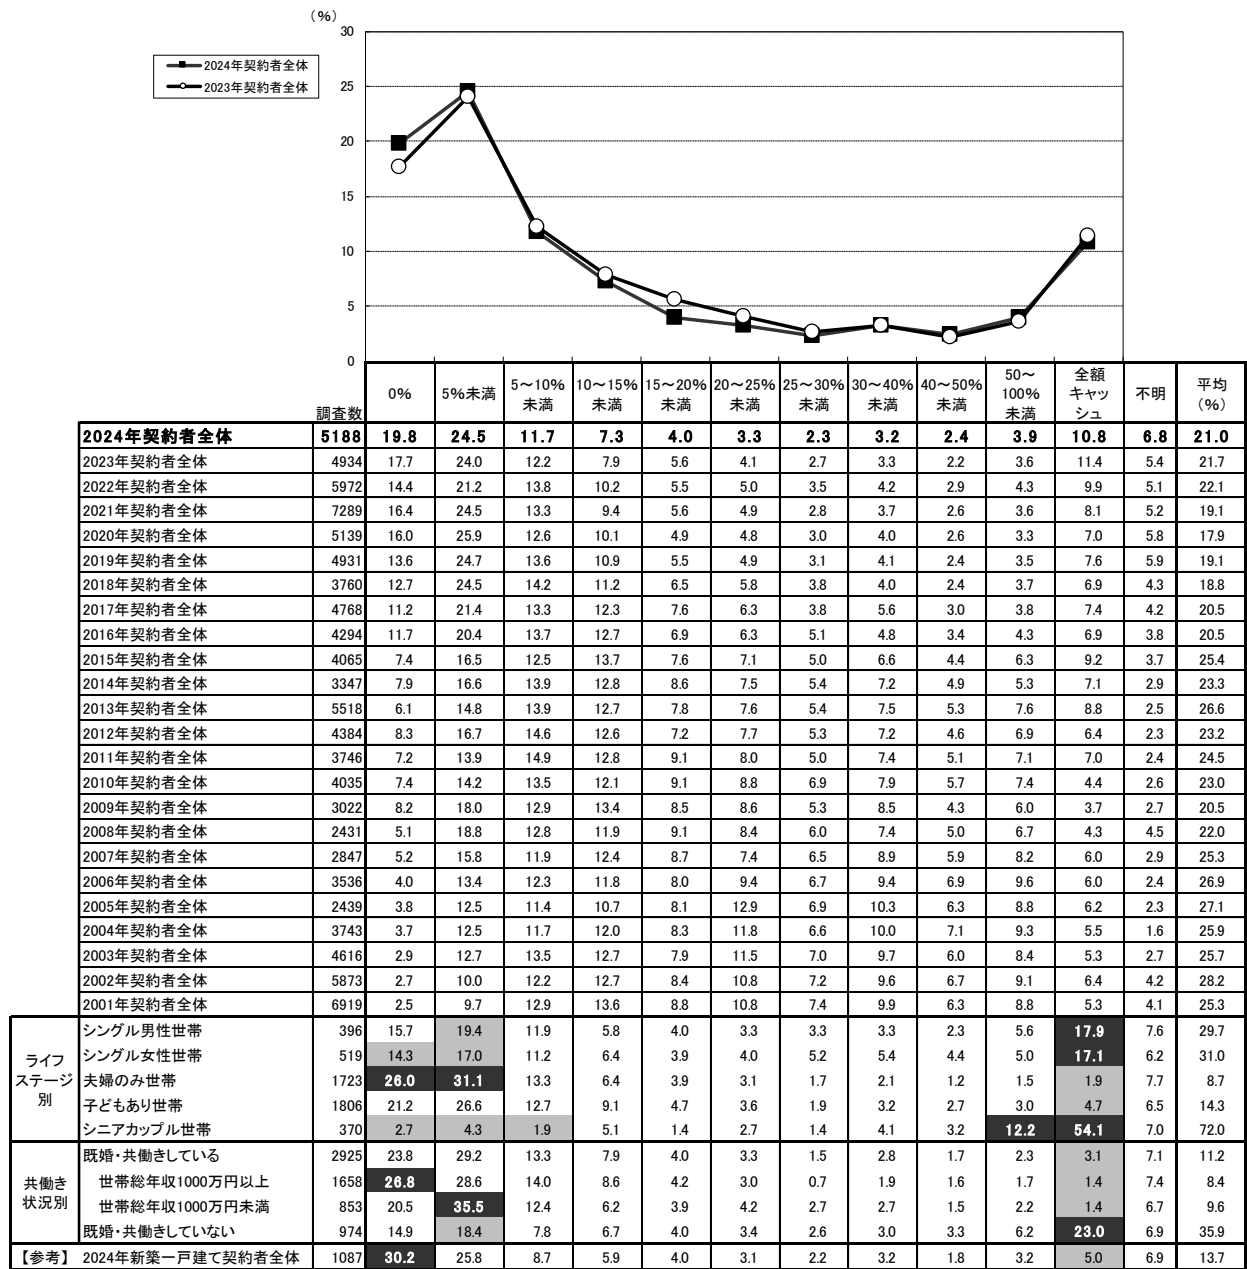 （%）
30
25
20
15
10
5
0
2024年契約者全体
2023年契約者全体
調査数 0% 5%未満 5～10%未満 10～15%未満 15～20%未満 20～25%未満 25～30%未満 30～40%未満 40～50%未満 50～100%未満 全額キャッシュ 不明 平均（%）
2024年契約者全体 5188 19.8 24.5 11.7 7.3 4.0 3.3 2.3 3.2 2.4 3.9 10.8 6.8 21.0
2023年契約者全体 4934 17.7 24.0 12.2 7.9 5.6 4.1 2.7 3.3 2.2 3.6 11.4 5.4 21.7
2022年契約者全体 5972 14.4 21.2 13.8 10.2 5.5 5.0 3.5 4.2 2.9 4.3 9.9 5.1 22.1
2021年契約者全体 7289 16.4 24.5 13.3 9.4 5.6 4.9 2.8 3.7 2.6 3.6 8.1 5.2 19.1
2020年契約者全体 5139 16.0 25.9 12.6 10.1 4.9 4.8 3.0 4.0 2.6 3.3 7.0 5.8 17.9
2019年契約者全体 4931 13.6 24.7 13.6 10.9 5.5 4.9 3.1 4.1 2.4 3.5 7.6 5.9 19.1
2018年契約者全体 3760 12.7 24.5 14.2 11.2 6.5 5.8 3.8 4.0 2.4 3.7 6.9 4.3 18.8
2017年契約者全体 4768 11.2 21.4 13.3 12.3 7.6 6.3 3.8 5.6 3.0 3.8 7.4 4.2 20.5
2016年契約者全体 4294 11.7 20.4 13.7 12.7 6.9 6.3 5.1 4.8 3.4 4.3 6.9 3.8 20.5
2015年契約者全体 4065 7.4 16.5 12.5 13.7 7.6 7.1 5.0 6.6 4.4 6.3 9.2 3.7 25.4
2014年契約者全体 3347 7.9 16.6 13.9 12.8 8.6 7.5 5.4 7.2 4.9 5.3 7.1 2.9 23.3
2013年契約者全体 5518 6.1 14.8 13.9 12.7 7.8 7.6 5.4 7.5 5.3 7.6 8.8 2.5 26.6
2012年契約者全体 4384 8.3 16.7 14.6 12.6 7.2 7.7 5.3 7.2 4.6 6.9 6.4 2.3 23.2
2011年契約者全体 3746 7.2 13.9 14.9 12.8 9.1 8.0 5.0 7.4 5.1 7.1 7.0 2.4 24.5
2010年契約者全体 4035 7.4 14.2 13.5 12.1 9.1 8.8 6.9 7.9 5.7 7.4 4.4 2.6 23.0
2009年契約者全体 3022 8.2 18.0 12.9 13.4 8.5 8.6 5.3 8.5 4.3 6.0 3.7 2.7 20.5
2008年契約者全体 2431 5.1 18.8 12.8 11.9 9.1 8.4 6.0 7.4 5.0 6.7 4.3 4.5 22.0
2007年契約者全体 2847 5.2 15.8 11.9 12.4 8.7 7.4 6.5 8.9 5.9 8.2 6.0 2.9 25.3
2006年契約者全体 3536 4.0 13.4 12.3 11.8 8.0 9.4 6.7 9.4 6.9 9.6 6.0 2.4 26.9
2005年契約者全体 2439 3.8 12.5 11.4 10.7 8.1 12.9 6.9 10.3 6.3 8.8 6.2 2.3 27.1
2004年契約者全体 3743 3.7 12.5 11.7 12.0 8.3 11.8 6.6 10.0 7.1 9.3 5.5 1.6 25.9
2003年契約者全体 4616 2.9 12.7 13.5 12.7 7.9 11.5 7.0 9.7 6.0 8.4 5.3 2.7 25.7
2002年契約者全体 5873 2.7 10.0 12.2 12.7 8.4 10.8 7.2 9.6 6.7 9.1 6.4 4.2 28.2
2001年契約者全体 6919 2.5 9.7 12.9 13.6 8.8 10.8 7.4 9.9 6.3 8.8 5.3 4.1 25.3
ライフステージ別
シングル男性世帯 396 15.7 19.4 11.9 5.8 4.0 3.3 3.3 3.3 2.3 5.6 17.9 7.6 29.7
シングル女性世帯 519 14.3 17.0 11.2 6.4 3.9 4.0 5.2 5.4 4.4 5.0 17.1 6.2 31.0
夫婦のみ世帯 1723 26.0 31.1 13.3 6.4 3.9 3.1 1.7 2.1 1.2 1.5 1.9 7.7 8.7
子どもあり世帯 1806 21.2 26.6 12.7 9.1 4.7 3.6 1.9 3.2 2.7 3.0 4.7 6.5 14.3
シニアカップル世帯 370 2.7 4.3 1.9 5.1 1.4 2.7 1.4 4.1 3.2 12.2 54.1 7.0 72.0
共働き状況別
既婚・共働きしている 2925 23.8 29.2 13.3 7.9 4.0 3.3 1.5 2.8 1.7 2.3 3.1 7.1 11.2
世帯総年収1000万円以上 1658 26.8 28.6 14.0 8.6 4.2 3.0 0.7 1.9 1.6 1.7 1.4 7.4 8.4
世帯総年収1000万円未満 853 20.5 35.5 12.4 6.2 3.9 4.2 2.7 2.7 1.5 2.2 1.4 6.7 9.6
既婚・共働きしていない 974 14.9 18.4 7.8 6.7 4.0 3.4 2.6 3.0 3.3 6.2 23.0 6.9 35.9
【参考】 2024年新築一戸建て契約者全体 1087 30.2 25.8 8.7 5.9 4.0 3.1 2.2 3.2 1.8 3.2 5.0 6.9 13.7